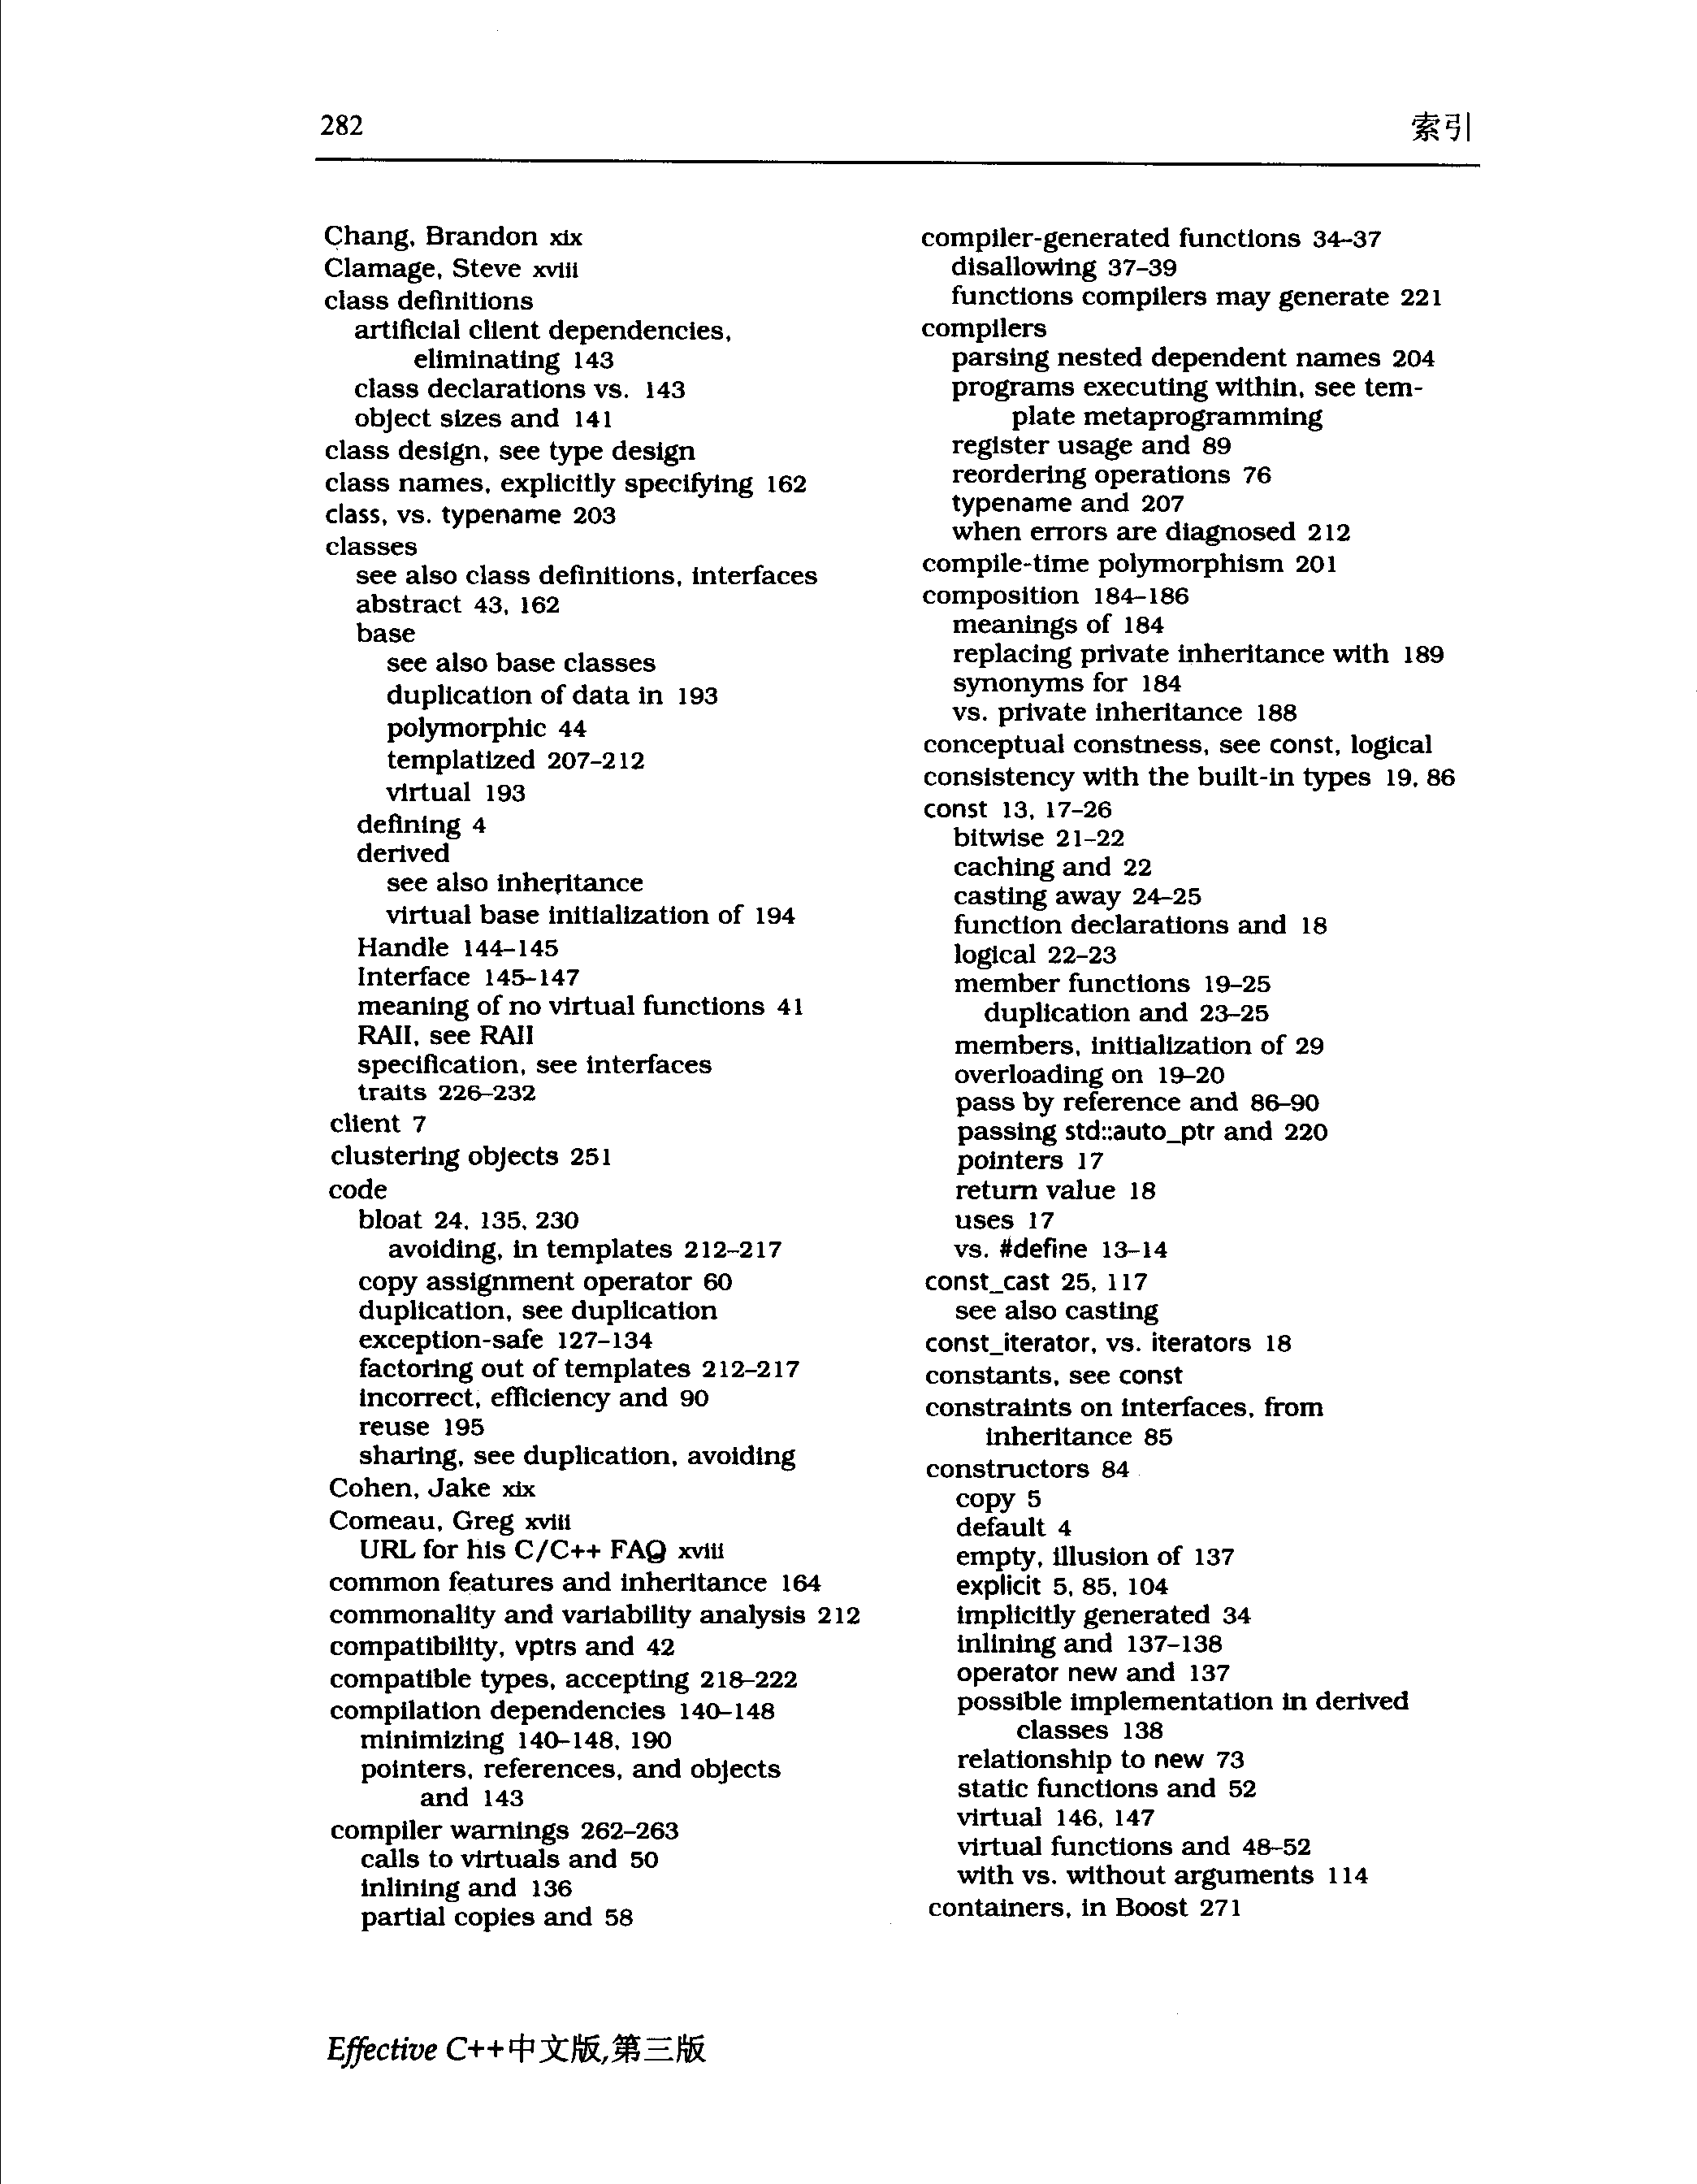 282
索引
Chang, Brandon xix
Clamage, Steve xviii
class definitions
artificial client dependencies,
eliminating 143
class declarations vs. 143
object sizes and 141
class design, see type design
class names, explicitly specifying 162
class, vs. typename 203
classes
see also class definitions, interfaces
abstract 43, 162
base
see also base classes
duplication of data in 193
polymorphic 44
templatized 207–212
virtual 193
defining 4
derived
see also inheritance
virtual base initialization of 194
Handle 144–145
Interface 145–147
meaning of no virtual functions 41
RAII, see RAII
specification, see interfaces
traits 226–232
client 7
clustering objects 251
code
bloat 24, 135, 230
avoiding, in templates 212–217
copy assignment operator 60
duplication, see duplication
exception-safe 127–134
factoring out of templates 212–217
incorrect, efficiency and 90
reuse 195
sharing, see duplication, avoiding
Cohen, Jake xix
Comeau, Greg xviii
URL for his C/C++ FAQ xviii
common features and inheritance 164
commonality and variability analysis 212
compatibility, vptrs and 42
compatible types, accepting 218–222
compilation dependencies 140–148
minimizing 140–148, 190
pointers, references, and objects
and 143
compiler warnings 262–263
calls to virtuals and 50
inlining and 136
partial copies and 58
compiler-generated functions 34–37
disallowing 37–39
functions compilers may generate 221
compilers
parsing nested dependent names 204
programs executing within, see tem-
plate metaprogramming
register usage and 89
reordering operations 76
typename and 207
when errors are diagnosed 212
compile-time polymorphism 201
composition 184–186
meanings of 184
replacing private inheritance with 189
synonyms for 184
vs. private inheritance 188
conceptual constness, see const, logical
consistency with the built-in types 19, 86
const 13, 17–26
bitwise 21–22
caching and 22
casting away 24–25
function declarations and 18
logical 22–23
member functions 19–25
duplication and 23–25
members, initialization of 29
overloading on 19–20
pass by reference and 86–90
passing std::auto_ptr and 220
pointers 17
return value 18
uses 17
vs. #define 13–14
const_cast 25, 117
see also casting
const_iterator, vs. iterators 18
constants, see const
constraints on interfaces, from
inheritance 85
constructors 84
copy 5
default 4
empty, illusion of 137
explicit 5, 85, 104
implicitly generated 34
inlining and 137–138
operator new and 137
possible implementation in derived
classes 138
relationship to new 73
static functions and 52
virtual 146, 147
virtual functions and 48–52
with vs. without arguments 114
containers, in Boost 271
Effective C++中文版,第三版